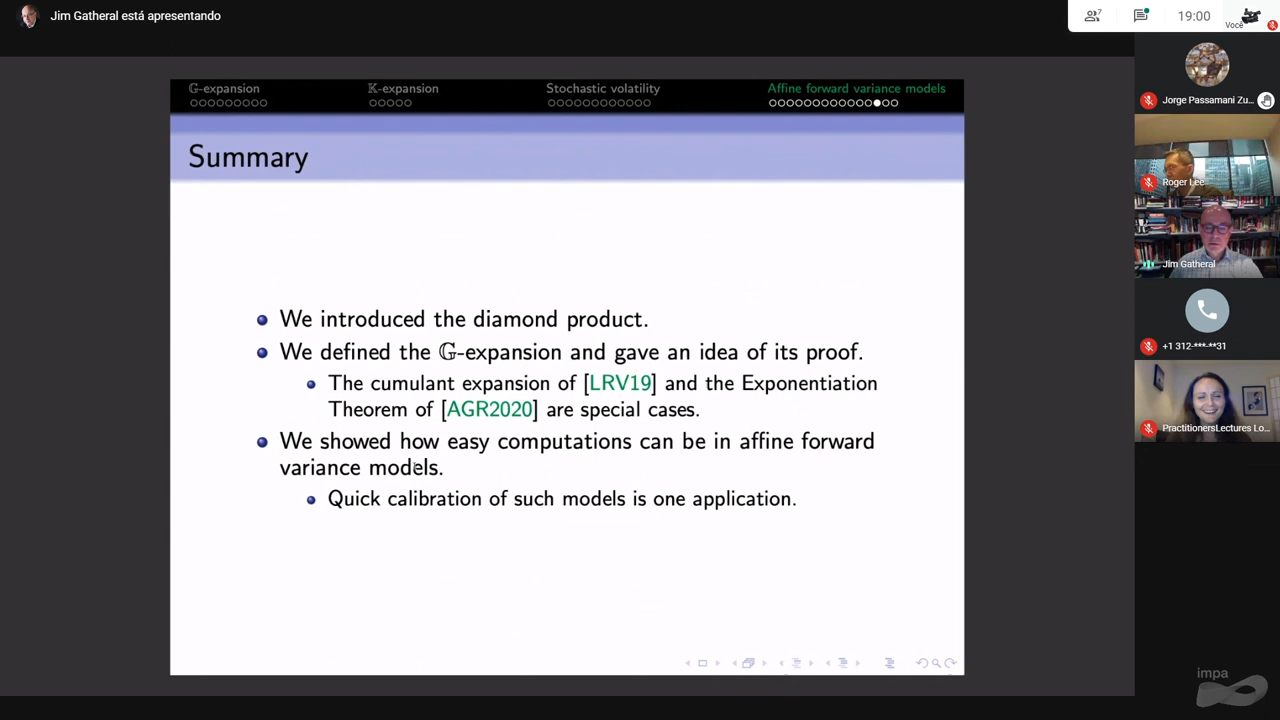 Jim Gatheral está apresentando
7
19:00
Você
𝔾-expansion
𝕂-expansion
Stochastic volatility
Affine forward variance models
Summary
We introduced the diamond product.
We defined the 𝔾-expansion and gave an idea of its proof.
The cumulant expansion of [LRV19] and the Exponentiation
Theorem of [AGR2020] are special cases.
We showed how easy computations can be in affine forward
variance models.
Quick calibration of such models is one application.
Jorge Passamani Zu...
Roger Lee
Jim Gatheral
+1 312-***-**31
PractitionersLectures Lo...
impa